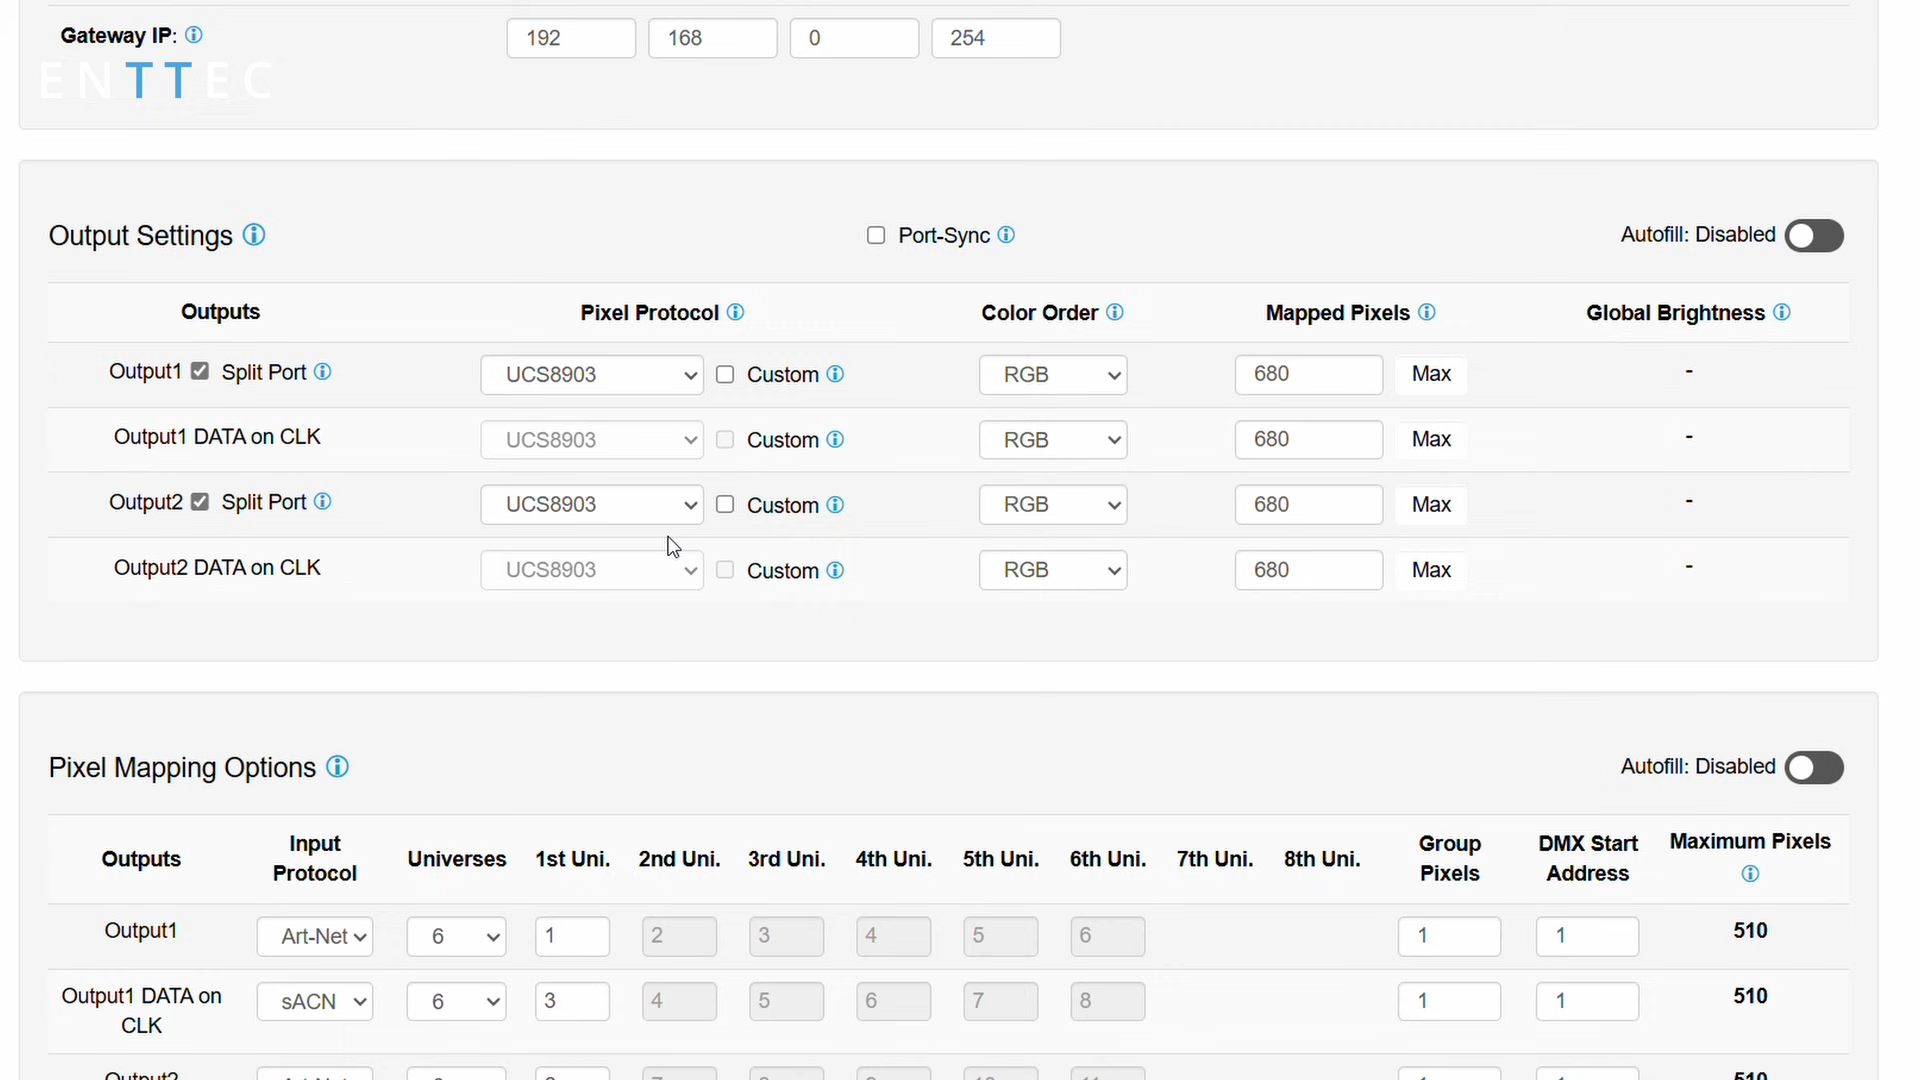 Gateway IP: 192 168 0 254
ENTTEC
Output Settings Port-Sync Autofill: Disabled
Outputs Pixel Protocol Color Order Mapped Pixels Global Brightness
Output1 Split Port UCS8903 Custom RGB 680 Max -
Output1 DATA on CLK UCS8903 Custom RGB 680 Max -
Output2 Split Port UCS8903 Custom RGB 680 Max -
Output2 DATA on CLK UCS8903 Custom RGB 680 Max -
Pixel Mapping Options Autofill: Disabled
Outputs Input Protocol Universes 1st Uni. 2nd Uni. 3rd Uni. 4th Uni. 5th Uni. 6th Uni. 7th Uni. 8th Uni. Group Pixels DMX Start Address Maximum Pixels
Output1 Art-Net 6 1 2 3 4 5 6 1 1 510
Output1 DATA on CLK sACN 6 3 4 5 6 7 8 1 1 510
Output2 510